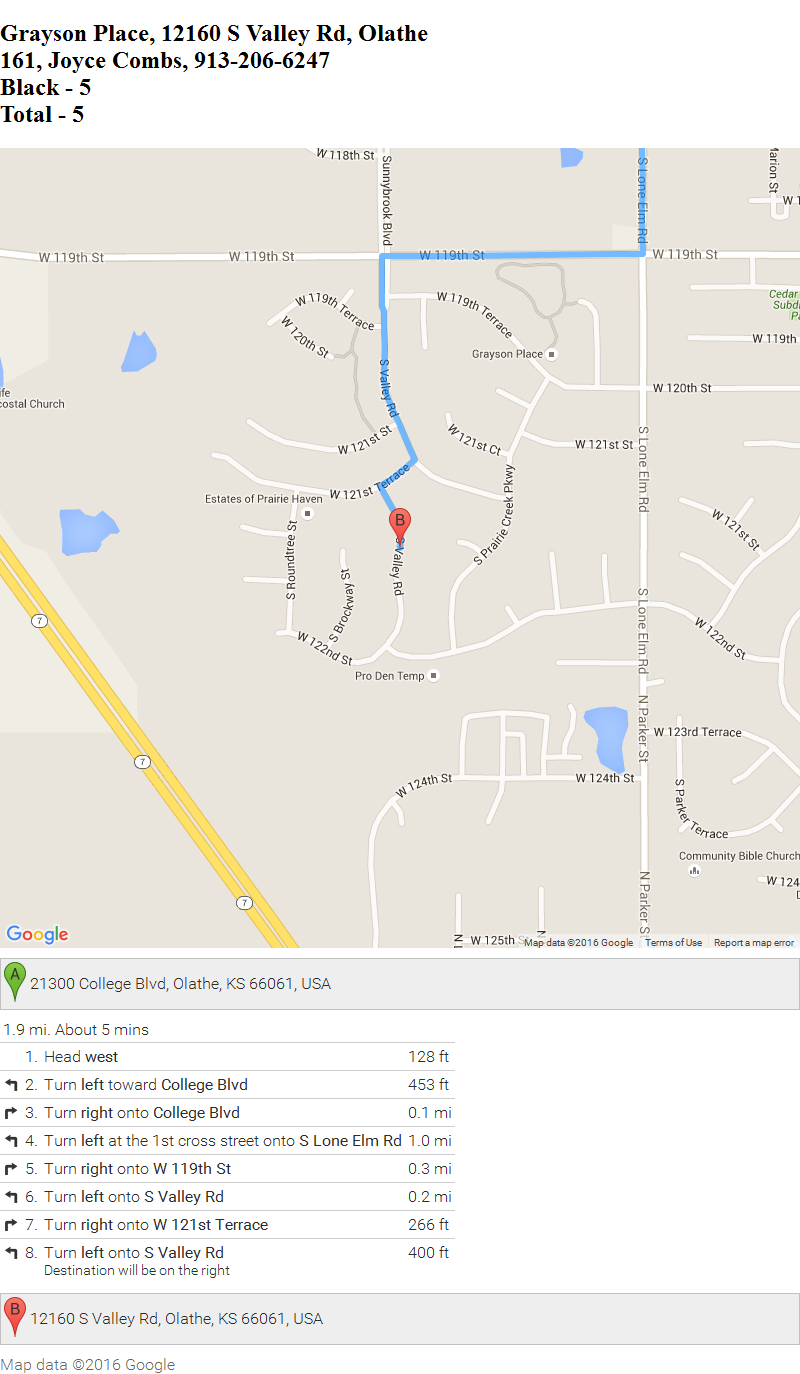 Grayson Place, 12160 S Valley Rd, Olathe
161, Joyce Combs, 913-206-6247
Black - 5
Total - 5
W 118th St
Sunnybrook Blvd
S Lone Elm Rd
Marion St
W 119th St
W 119th St
W 119th St
W 119th St
W 119th Terrace
W 119th Terrace
W 120th St
S Valley Rd
Grayson Place
Cedar
W 119th
W 120th St
costal Church
W 121st St
W 121st Ct
W 121st St
S Lone Elm Rd
W 121st Terrace
Estates of Prairie Haven
S Prairie Creek Pkwy
W 121st St
B
S Valley Rd
S Roundtree St
S Brockway St
7
W 122nd St
S Lone Elm Rd
W 122nd St
Pro Den Temp
N Parker St
W 123rd Terrace
7
W 124th St
W 124th St
S Parker Terrace
Community Bible Church
N Parker St
W 124
7
Google
N
W 125th S
N
Map data ©2016 Google
Terms of Use
Report a map error
A
21300 College Blvd, Olathe, KS 66061, USA
1.9 mi. About 5 mins
1. Head west 128 ft
2. Turn left toward College Blvd 453 ft
3. Turn right onto College Blvd 0.1 mi
4. Turn left at the 1st cross street onto S Lone Elm Rd 1.0 mi
5. Turn right onto W 119th St 0.3 mi
6. Turn left onto S Valley Rd 0.2 mi
7. Turn right onto W 121st Terrace 266 ft
8. Turn left onto S Valley Rd 400 ft
Destination will be on the right
B
12160 S Valley Rd, Olathe, KS 66061, USA
Map data ©2016 Google